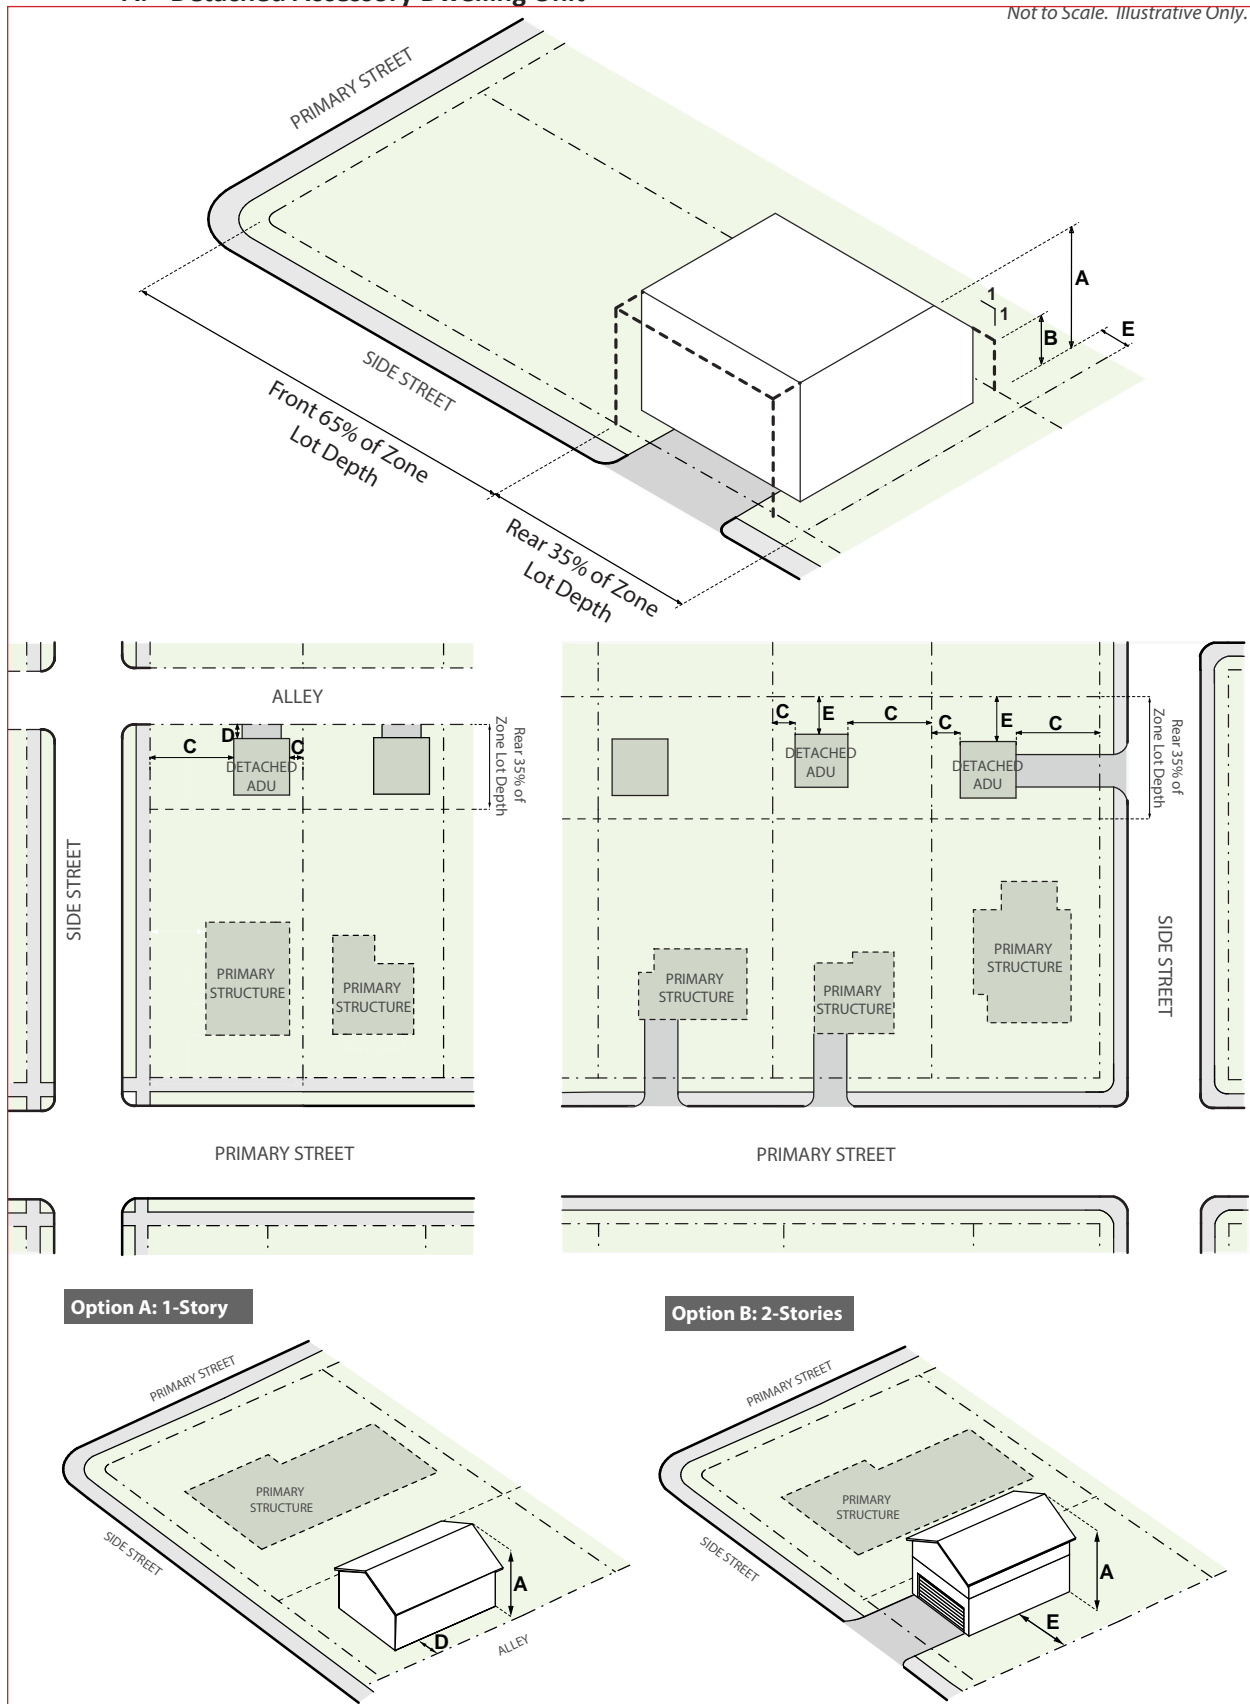 Detached Accessory Dwelling Unit
Not to Scale. Illustrative Only.
PRIMARY STREET
A
1
1
B
E
SIDE STREET
Front 65% of Zone
Lot Depth
Rear 35% of Zone
Lot Depth
ALLEY
D
C
C
DETACHED
ADU
Rear 35% of
Zone Lot Depth
C
E
C
C
E
C
DETACHED
ADU
DETACHED
ADU
Rear 35% of
Zone Lot Depth
SIDE STREET
PRIMARY
STRUCTURE
PRIMARY
STRUCTURE
PRIMARY
STRUCTURE
PRIMARY
STRUCTURE
PRIMARY
STRUCTURE
SIDE STREET
PRIMARY STREET
PRIMARY STREET
Option A: 1-Story
Option B: 2-Stories
PRIMARY STREET
PRIMARY
STRUCTURE
SIDE STREET
A
D
ALLEY
PRIMARY STREET
PRIMARY
STRUCTURE
SIDE STREET
A
E